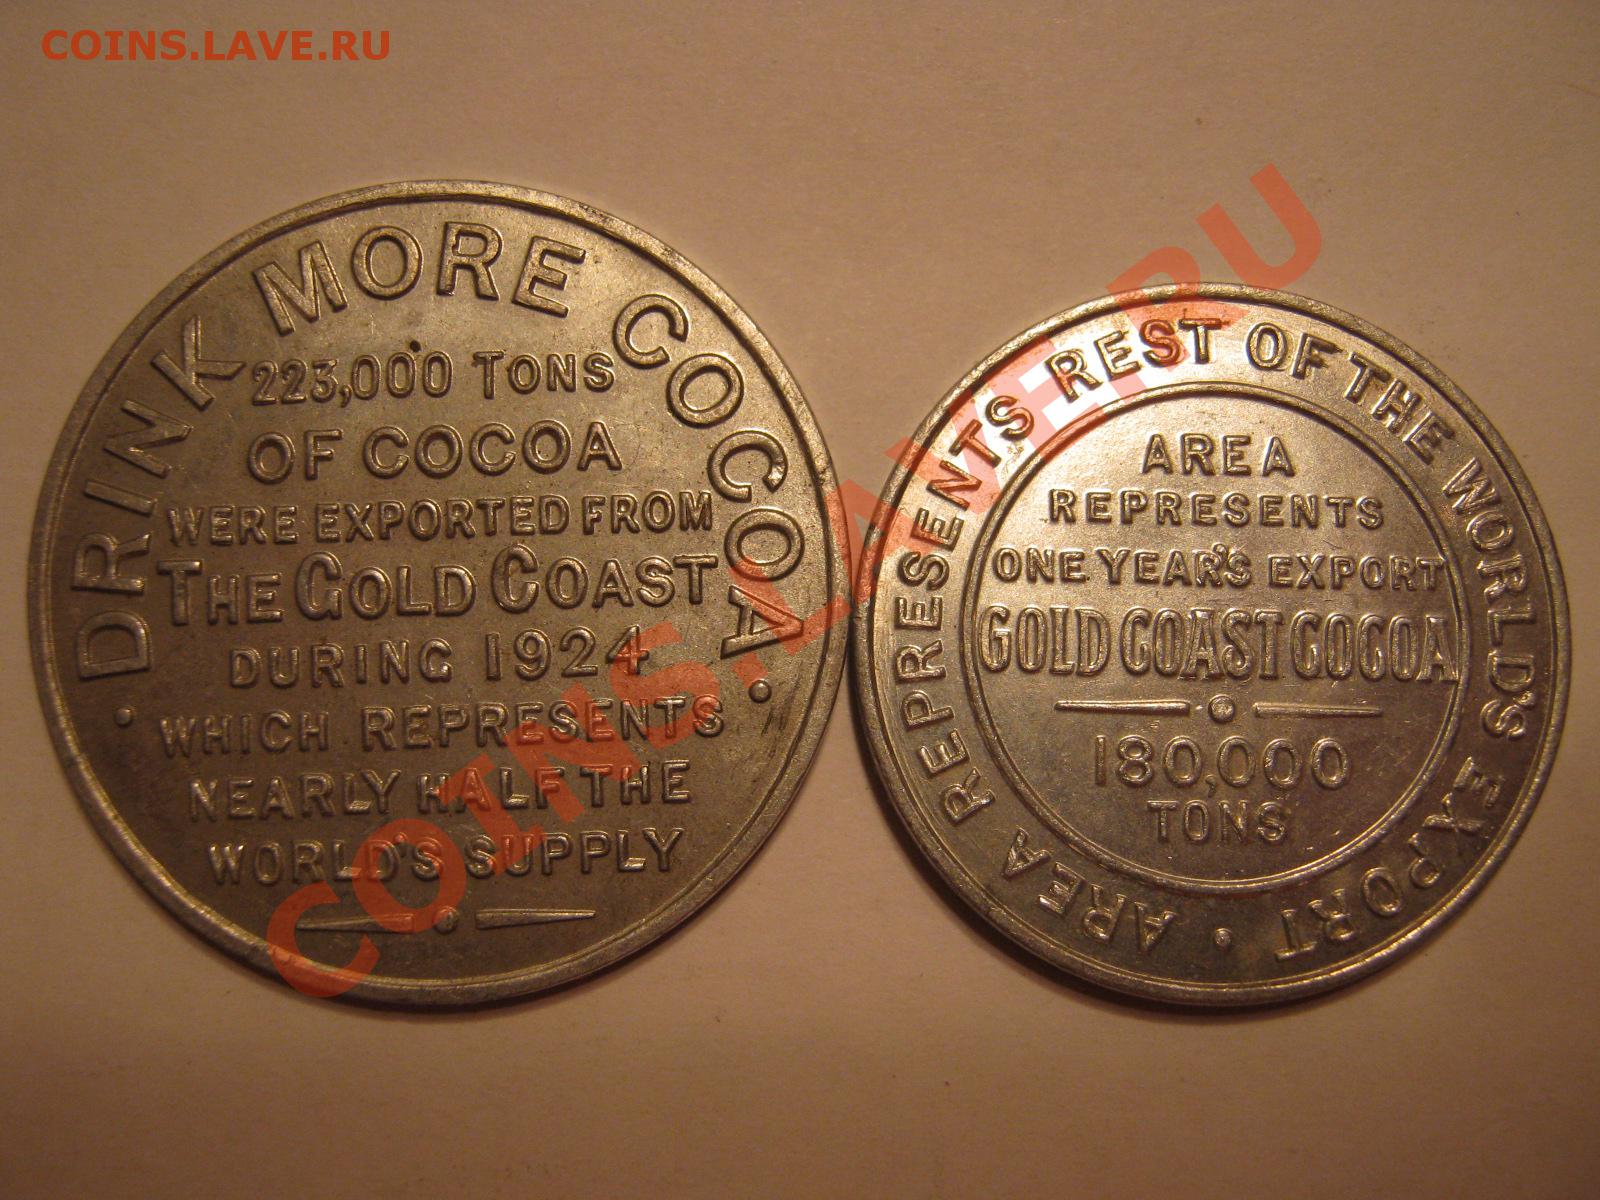 COINS.LAVE.RU
DRINK MORE COCOA.
223,000 TONS
OF COCOA
WERE EXPORTED FROM
THE GOLD COAST
DURING 1924
WHICH REPRESENTS
NEARLY HALF THE
WORLD'S SUPPLY
AREA REPRESENTS REST OF THE WORLD'S EXPORT
AREA
REPRESENTS
ONE YEAR'S EXPORT
GOLD COAST COCOA
180,000
TONS
COINS.LAVE.RU